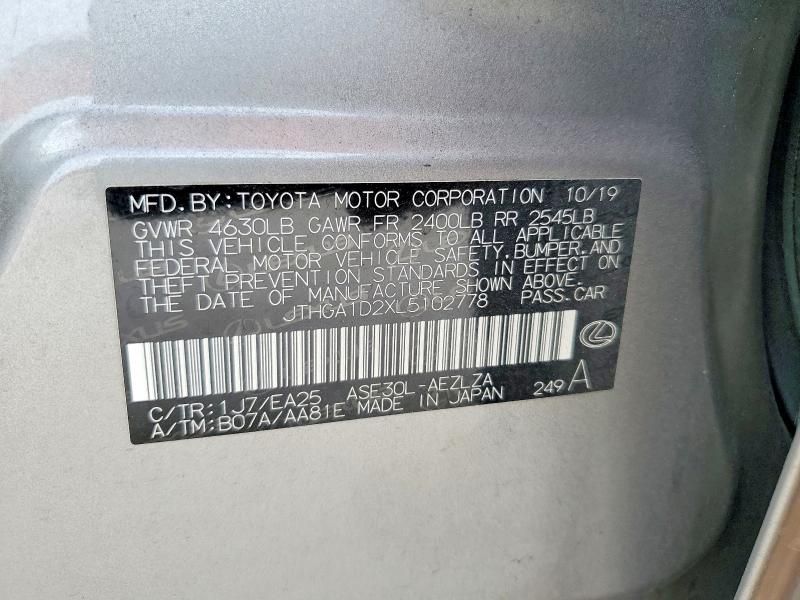 MFD.BY:TOYOTA MOTOR CORPORATION 10/19
GVWR 4630LB GAWR FR 2400LB RR 2545LB
THIS VEHICLE CONFORMS TO ALL APPLICABLE
FEDERAL MOTOR VEHICLE SAFETY,BUMPER,AND
THEFT PREVENTION STANDARDS IN EFFECT ON
THE DATE OF MANUFACTURE SHOWN ABOVE.
JTHGA1D2XL5102778 PASS.CAR
C/TR:1J7/EA25 ASE30L-AEZLZA
A/TM:B07A/AA81E MADE IN JAPAN 249 A